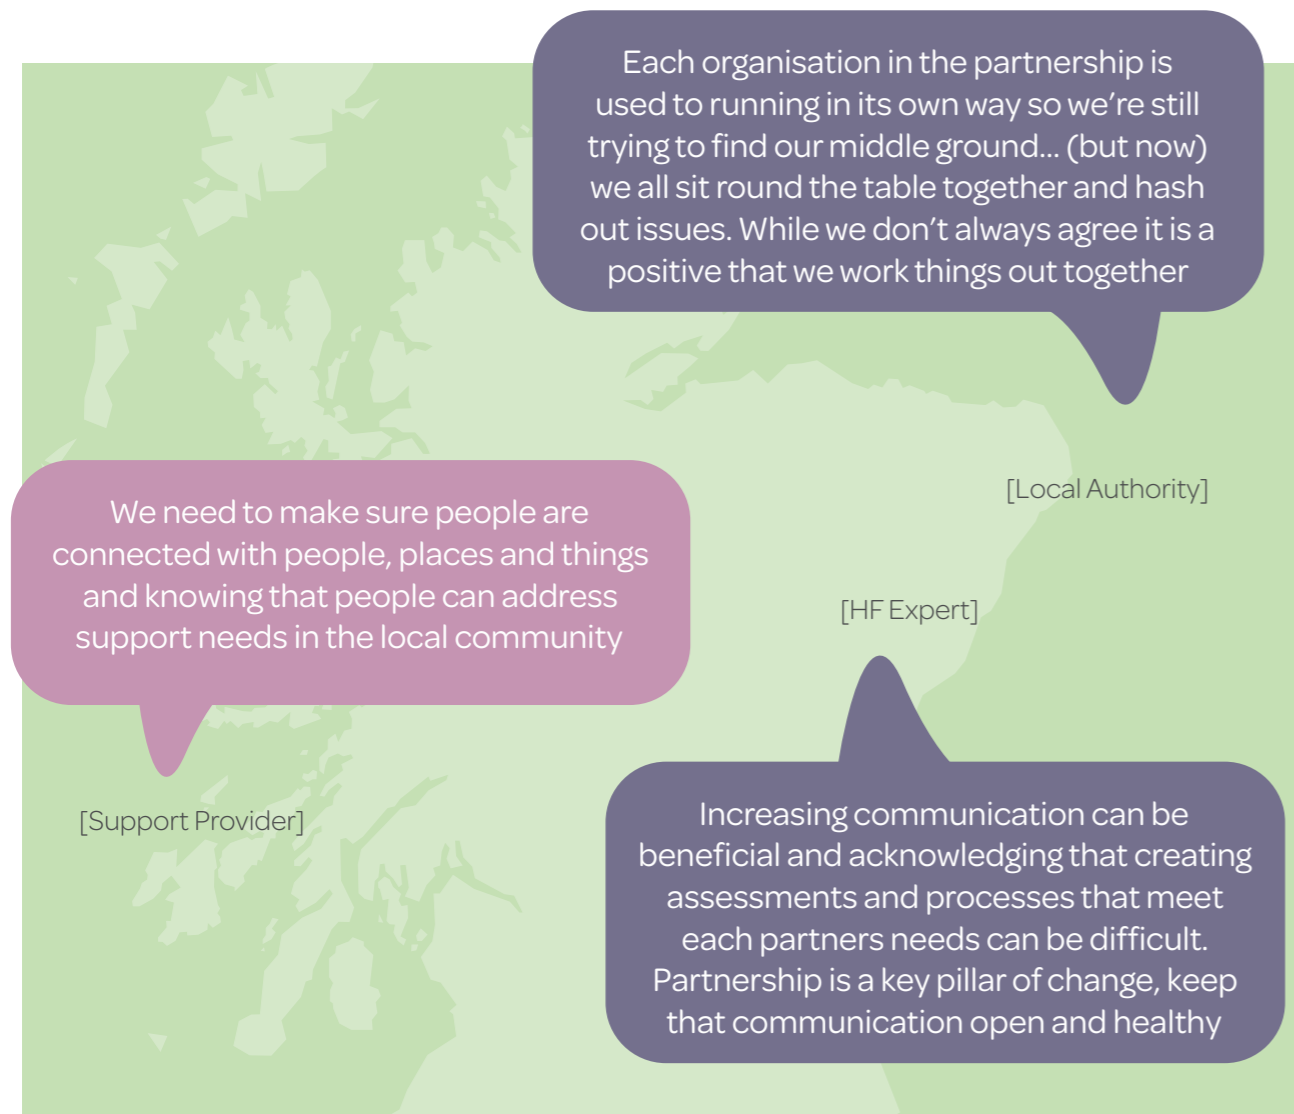 Each organisation in the partnership is
used to running in its own way so we’re still
trying to find our middle ground... (but now)
we all sit round the table together and hash
out issues. While we don’t always agree it is a
positive that we work things out together
[Local Authority]
We need to make sure people are
connected with people, places and things
and knowing that people can address
support needs in the local community
[Support Provider]
[HF Expert]
Increasing communication can be
beneficial and acknowledging that creating
assessments and processes that meet
each partners needs can be difficult.
Partnership is a key pillar of change, keep
that communication open and healthy